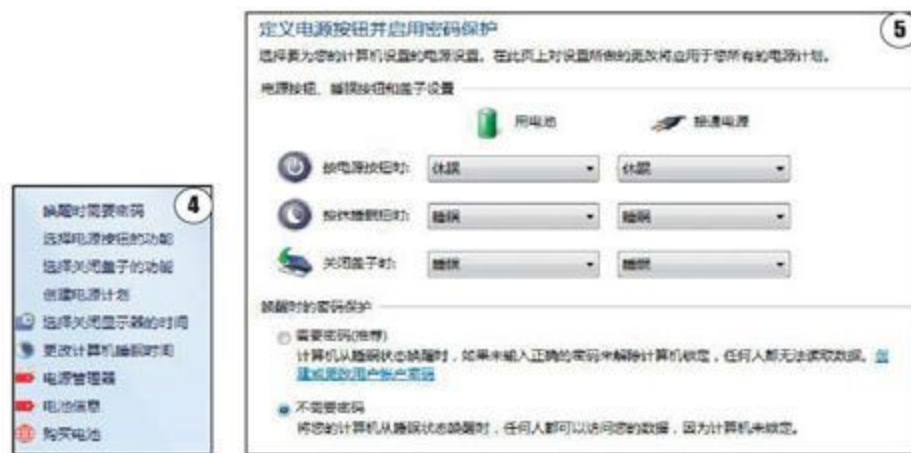 4
唤醒时需要密码
选择电源按钮的功能
选择关闭盖子的功能
创建电源计划
选择关闭显示器的时间
更改计算机睡眠时间
电源管理器
电池信息
购买电池
5
定义电源按钮并启用密码保护
选择要为您的计算机设置的电源设置。在此页上对设置所做的更改将应用于您所有的电源计划。
电源按钮、睡眠按钮和盖子设置
用电池 接通电源
按电源按钮时: 休眠 休眠
按休睡眠钮时: 睡眠 睡眠
关闭盖子时: 睡眠 睡眠
唤醒时的密码保护
需要密码(推荐)
计算机从睡眠状态唤醒时，如果未输入正确的密码来解除计算机锁定，任何人都无法读取数据。创
建或更改用户帐户密码
不需要密码
将您的计算机从睡眠状态唤醒时，任何人都可以访问您的数据，因为计算机未锁定。